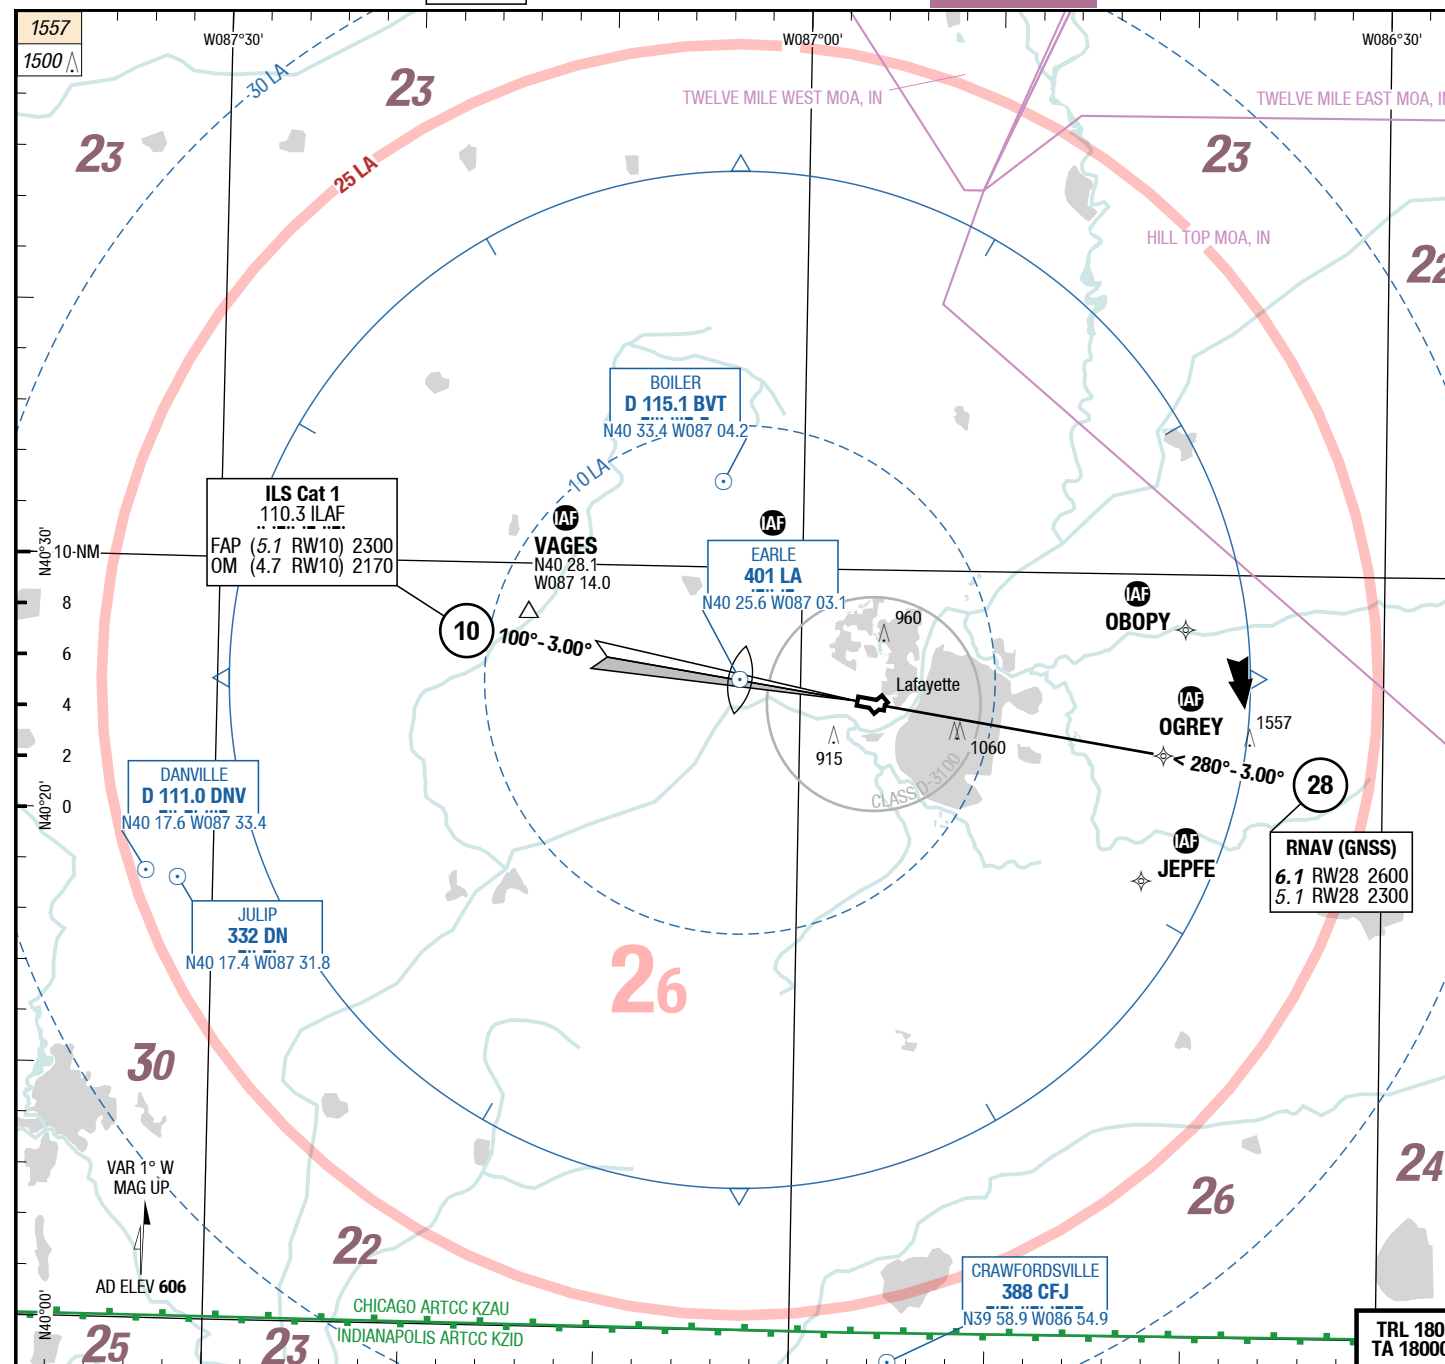 1557
1500
W087°30'
W087°00'
W086°30'
30 LA
23
TWELVE MILE WEST MOA, IN
TWELVE MILE EAST MOA, IN
23
23
25 LA
HILL TOP MOA, IN
22
BOILER
D 115.1 BVT
N40 33.4 W087 04.2
10 LA
ILS Cat 1
110.3 ILAF
FAP (5.1 RW10) 2300
OM (4.7 RW10) 2170
IAF
VAGES
N40 28.1
W087 14.0
IAF
EARLE
401 LA
N40 25.6 W087 03.1
N40°30'
10-NM
8
6
4
2
0
N40°20'
10
100°-3.00°
960
IAF
OBOPY
Lafayette
IAF
OGREY
1557
915
1060
CLASS D-3100
< 280°-3.00°
28
DANVILLE
D 111.0 DNV
N40 17.6 W087 33.4
RNAV (GNSS)
6.1 RW28 2600
5.1 RW28 2300
IAF
JEPFE
JULIP
332 DN
N40 17.4 W087 31.8
26
30
VAR 1° W
MAG UP
24
26
22
AD ELEV 606
CRAWFORDSVILLE
388 CFJ
N39 58.9 W086 54.9
N40°00'
CHICAGO ARTCC KZAU
INDIANAPOLIS ARTCC KZID
25
23
TRL 180
TA 18000